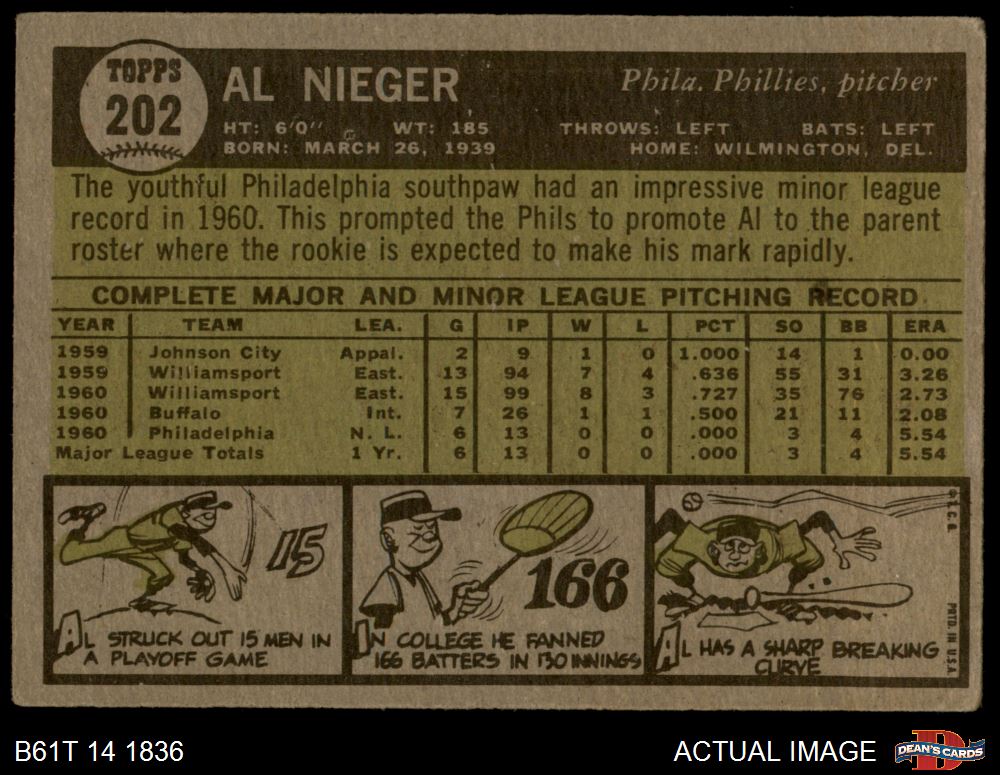 TOPPS
202
AL NIEGER
Phila. Phillies, pitcher
HT: 6'0" WT: 185 THROWS: LEFT BATS: LEFT
BORN: MARCH 26, 1939 HOME: WILMINGTON, DEL.
The youthful Philadelphia southpaw had an impressive minor league
record in 1960. This prompted the Phils to promote Al to the parent
roster where the rookie is expected to make his mark rapidly.
COMPLETE MAJOR AND MINOR LEAGUE PITCHING RECORD
YEAR TEAM LEA. G IP W L PCT SO BB ERA
1959 Johnson City Appal. 2 9 1 0 1.000 14 1 0.00
1959 Williamsport East. 13 94 7 4 .636 55 31 3.26
1960 Williamsport East. 15 99 8 3 .727 35 76 2.73
1960 Buffalo Int. 7 26 1 1 .500 21 11 2.08
1960 Philadelphia N. L. 6 13 0 0 .000 3 4 5.54
Major League Totals 1 Yr. 6 13 0 0 .000 3 4 5.54
15
AL STRUCK OUT 15 MEN IN
A PLAYOFF GAME
166
IN COLLEGE HE FANNED
166 BATTERS IN 130 INNINGS
AL HAS A SHARP BREAKING
CURVE
© T. C. G.
PRTD. IN U.S.A.
B61T 14 1836
ACTUAL IMAGE
D
DEAN'S CARDS